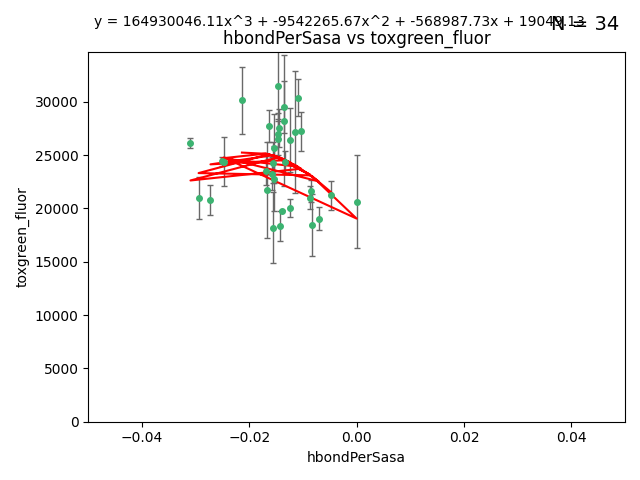 y = 164930046.11x^3 + -9542265.67x^2 + -568987.73x + 19049.13
N = 34
hbondPerSasa vs toxgreen_fluor
toxgreen_fluor
30000
25000
20000
15000
10000
5000
0
−0.04
−0.02
0.00
0.02
0.04
hbondPerSasa